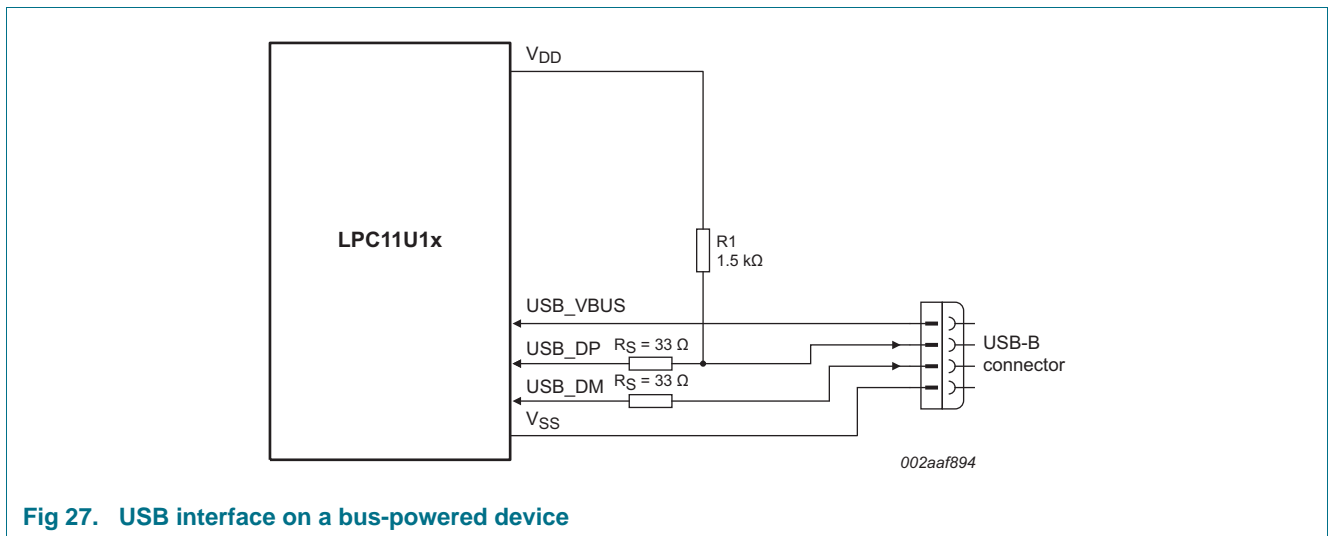 VDD
LPC11U1x
R1
1.5 kΩ
USB_VBUS
USB_DP
RS = 33 Ω
USB-B
connector
USB_DM
RS = 33 Ω
VSS
002aaf894
Fig 27. USB interface on a bus-powered device